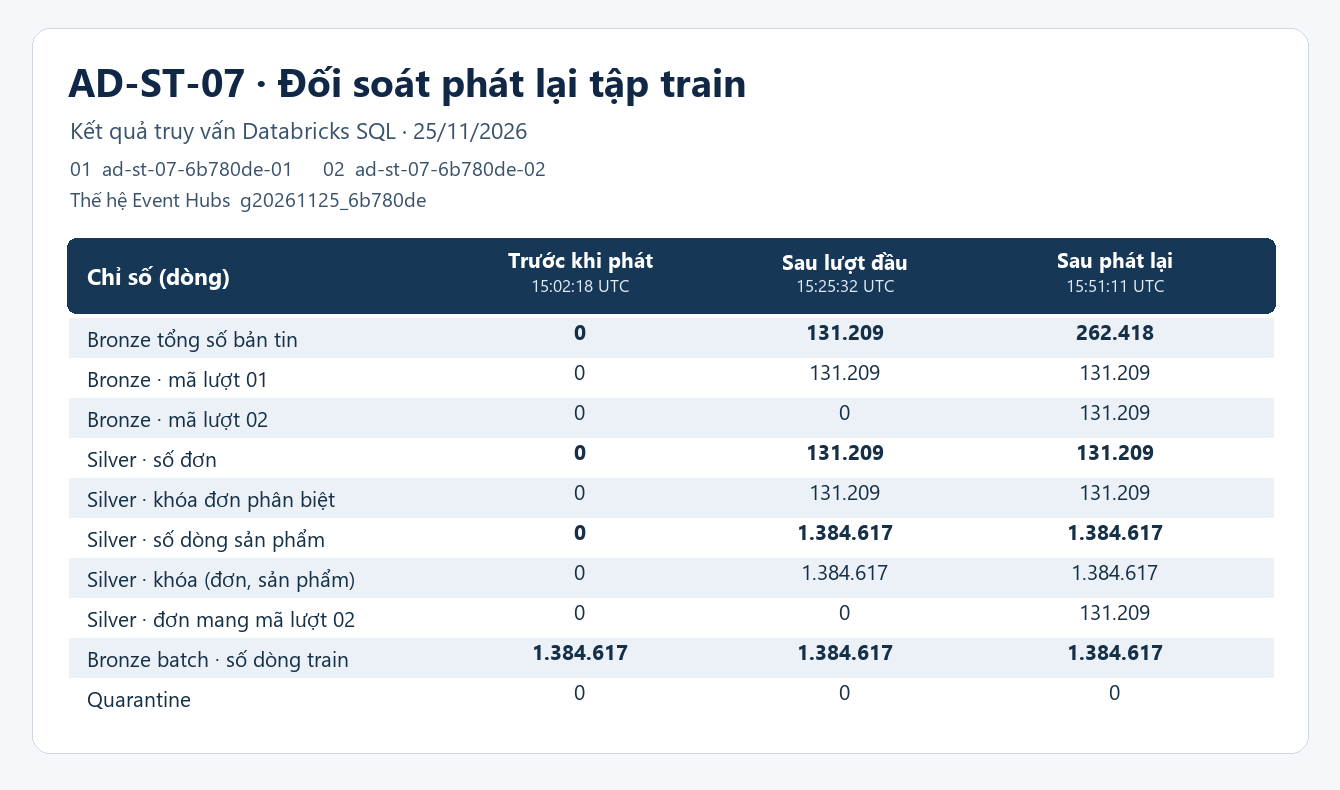 AD-ST-07 · Đối soát phát lại tập train
Kết quả truy vấn Databricks SQL · 25/11/2026
01 ad-st-07-6b780de-01 02 ad-st-07-6b780de-02
Thế hệ Event Hubs g20261125_6b780de
Chỉ số (dòng) Trước khi phát Sau lượt đầu Sau phát lại
15:02:18 UTC 15:25:32 UTC 15:51:11 UTC
Bronze tổng số bản tin 0 131.209 262.418
Bronze · mã lượt 01 0 131.209 131.209
Bronze · mã lượt 02 0 0 131.209
Silver · số đơn 0 131.209 131.209
Silver · khóa đơn phân biệt 0 131.209 131.209
Silver · số dòng sản phẩm 0 1.384.617 1.384.617
Silver · khóa (đơn, sản phẩm) 0 1.384.617 1.384.617
Silver · đơn mang mã lượt 02 0 0 131.209
Bronze batch · số dòng train 1.384.617 1.384.617 1.384.617
Quarantine 0 0 0